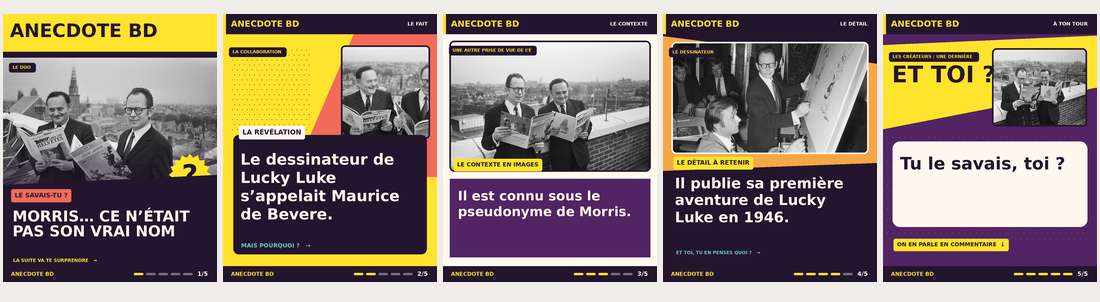 ANECDOTE BD
LE DUO
?
LE SAVAIS-TU ?
MORRIS... CE N'ÉTAIT
PAS SON VRAI NOM
LA SUITE VA TE SURPRENDRE →
ANECDOTE BD
1/5
ANECDOTE BD
LE FAIT
LA COLLABORATION
LA RÉVÉLATION
Le dessinateur de
Lucky Luke
s'appelait Maurice
de Bevere.
MAIS POURQUOI ? →
ANECDOTE BD
2/5
ANECDOTE BD
LE CONTEXTE
UNE AUTRE PRISE DE VUE DE L'É
LE CONTEXTE EN IMAGES
Il est connu sous le
pseudonyme de Morris.
ANECDOTE BD
3/5
ANECDOTE BD
LE DÉTAIL
LE DESSINATEUR
LE DÉTAIL À RETENIR
Il publie sa première
aventure de Lucky
Luke en 1946.
ET TOI, TU EN PENSES QUOI ? →
ANECDOTE BD
4/5
ANECDOTE BD
À TON TOUR
LES CRÉATEURS : UNE DERNIÈRE
ET TOI ?
Tu le savais, toi ?
ON EN PARLE EN COMMENTAIRE ↓
ANECDOTE BD
5/5